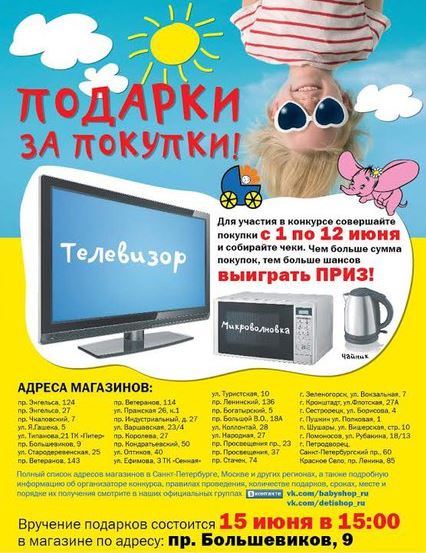 ПОДАРКИ
ЗА ПОКУПКИ!
Для участия в конкурсе совершайте
покупки с 1 по 12 июня
и собирайте чеки. Чем больше сумма
покупок, тем больше шансов
выиграть ПРИЗ!
Телевизор
Микроволновка
Чайник
АДРЕСА МАГАЗИНОВ:
пр. Энгельса, 124
пр. Энгельса, 27
пр. Чкаловский, 7
ул. Я.Гашека, 5
ул. Типанова,21 ТК «Питер»
пр. Большевиков, 9
ул. Стародеревенская, 25
пр. Ветеранов, 143
пр. Ветеранов, 114
ул. Пражская 26, к.1
пр. Индустриальный, д. 27
ул. Варшавская, 23/4
пр. Королева, 27
пр. Кондратьевский, 50
ул. Оптиков, 40
ул. Ефимова, 3 ТК «Сенная»
ул. Туристская, 10
пр. Ленинский, 136
пр. Богатырский, 5
пр. Большой В.О., 18А
ул. Коллонтай, 28
ул. Народная, 27
пр. Просвещения пр., 23
пр. Просвещения, 37
пр. Стачек, 74
г. Зеленогорск, ул. Вокзальная, 7
г. Кронштадт, ул.Флотская, 27А
г. Сестрорецк, ул. Борисова, 4
г. Пушкин ул. Полковая, 1
п. Шушары, ул. Вишерская, стр. 10
г. Ломоносов, ул. Рубакина, 18/13
г. Петродворец,
Санкт-Петербургский пр., 60
Красное Село, пр. Ленина, 85
Полный список адресов магазинов в Санкт-Петербурге, Москве и других регионах, а также подробную
информацию об организаторе конкурса, правилах проведения, количестве подарков, сроках, месте и
порядке их получения смотрите в наших официальных группах ВКОНТАКТЕ vk.com/babyshop_ru
vk.com/detishop_ru
Вручение подарков состоится 15 июня в 15:00
в магазине по адресу: пр. Большевиков, 9